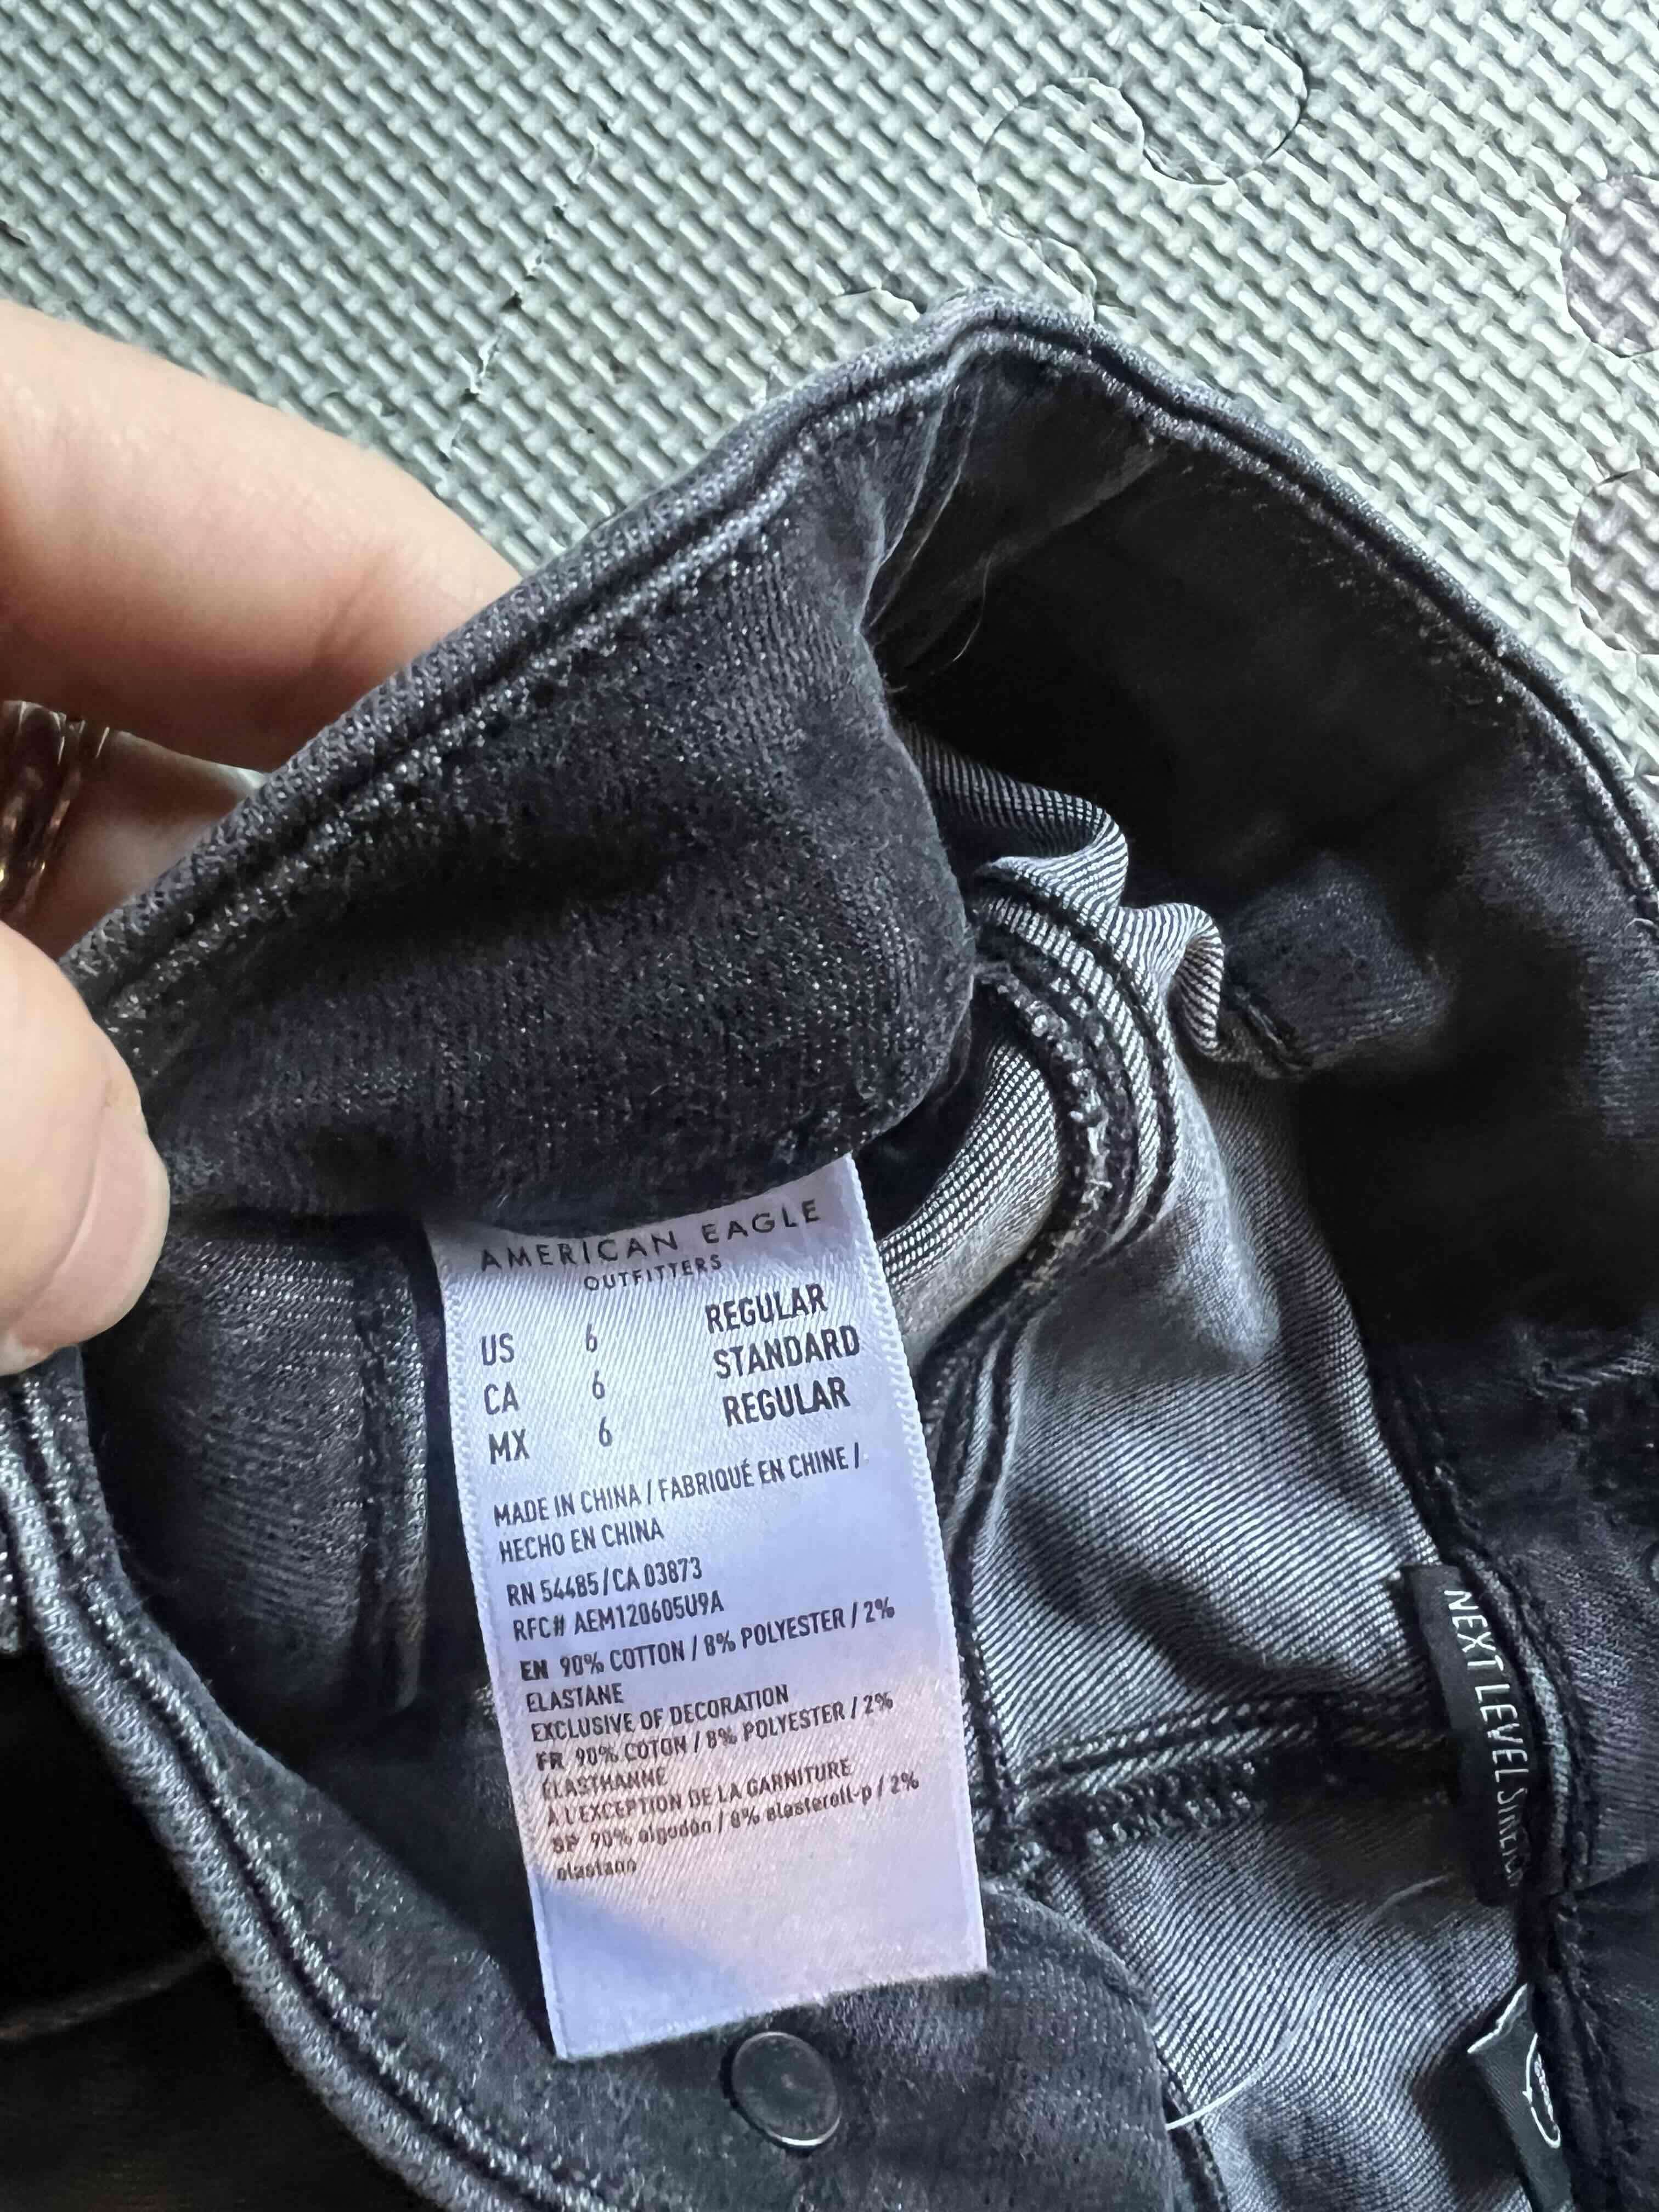 AMERICAN EAGLE
OUTFITTERS
US 6 REGULAR
CA 6 STANDARD
MX 6 REGULAR
MADE IN CHINA / FABRIQUÉ EN CHINE /
HECHO EN CHINA
RN 54485/CA 03873
RFC# AEM120605U9A
EN 90% COTTON / 8% POLYESTER / 2%
ELASTANE
EXCLUSIVE OF DECORATION
FR 90% COTON / 8% POLYESTER / 2%
ÉLASTHANNE
À L'EXCEPTION DE LA GARNITURE
SP 90% algodón / 8% elasterell-p / 2%
elastano
NEXT LEVEL